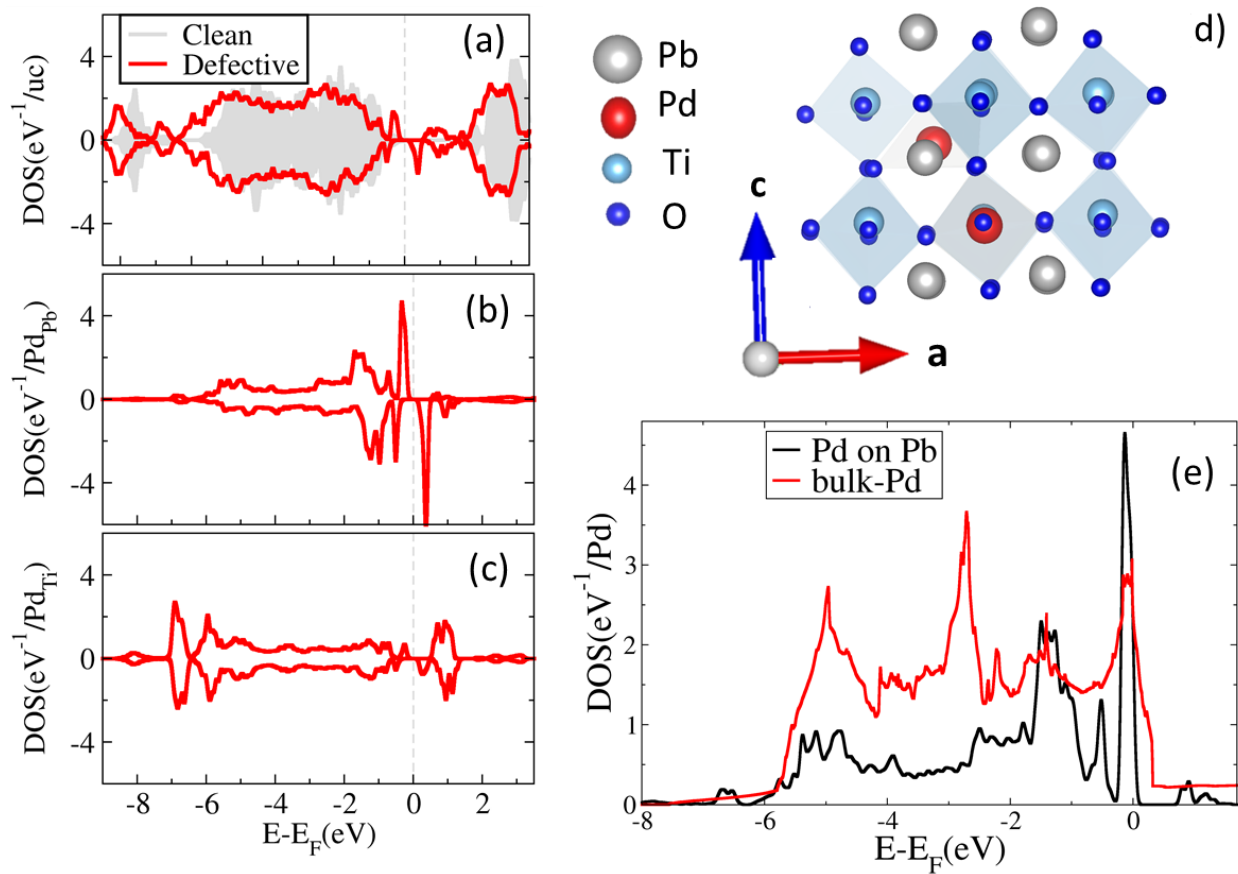 Clean
Defective
(a)
DOS(eV⁻¹/uc)
4
0
-4
(b)
DOS(eV⁻¹/Pd_Pb)
4
0
-4
(c)
DOS(eV⁻¹/Pd_Ti)
4
0
-4
-8 -6 -4 -2 0 2
E-E_F(eV)
d)
Pb
Pd
Ti
O
c
a
Pd on Pb
bulk-Pd
(e)
DOS(eV⁻¹/Pd)
4
3
2
1
0
-8 -6 -4 -2 0
E-E_F(eV)